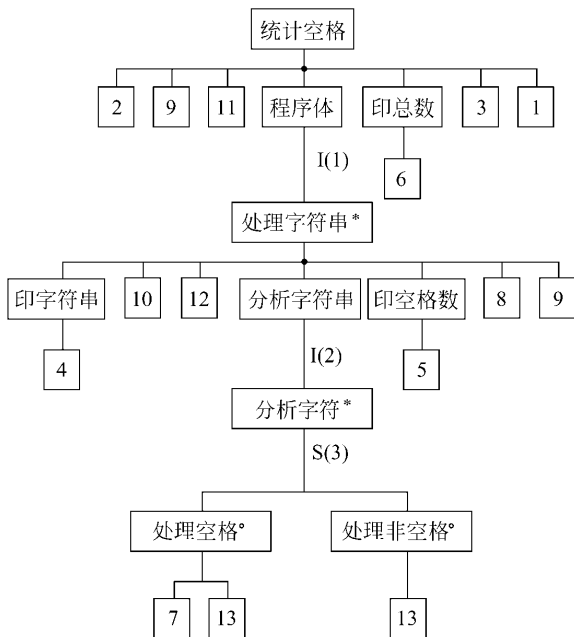 统计空格
2 9 11 程序体 印总数 3 1
I(1)
6
处理字符串*
印字符串 10 12 分析字符串 印空格数 8 9
4 I(2) 5
分析字符*
S(3)
处理空格° 处理非空格°
7 13 13